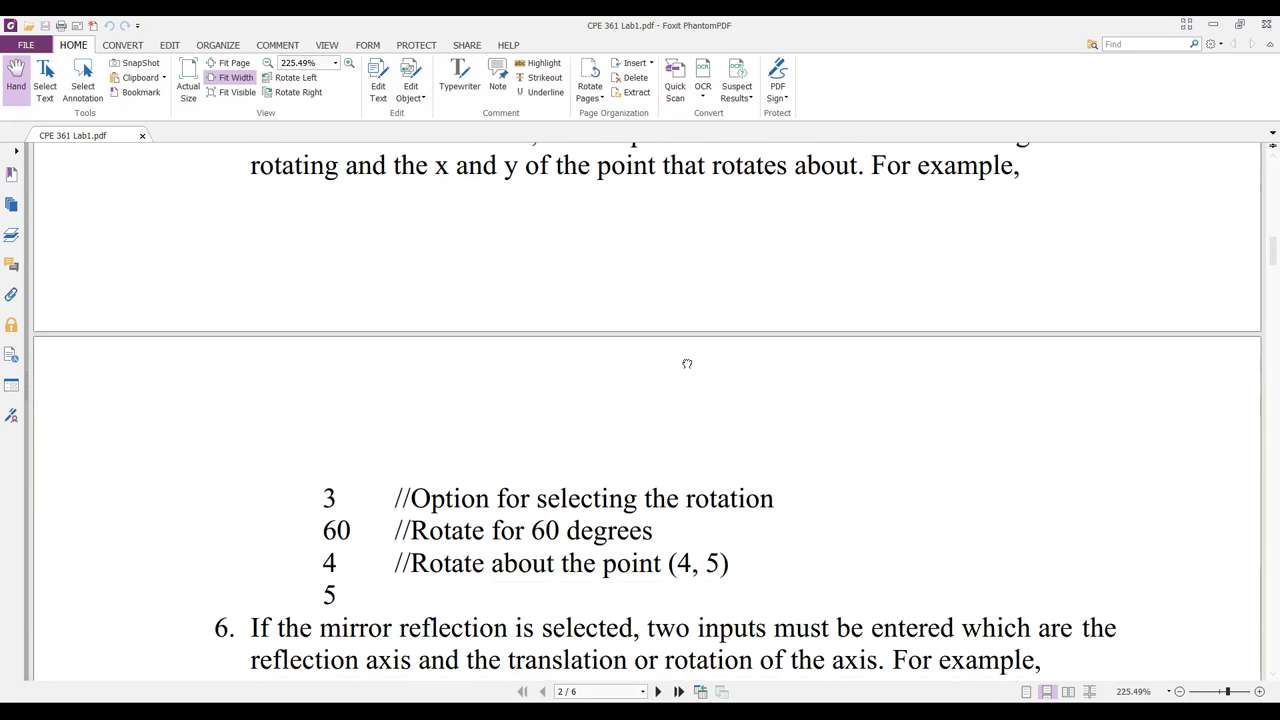 CPE 361 Lab1.pdf - Foxit PhantomPDF
FILE HOME CONVERT EDIT ORGANIZE COMMENT VIEW FORM PROTECT SHARE HELP
Find
Hand
Select Text
Select Annotation
SnapShot
Clipboard
Bookmark
Tools
Actual Size
Fit Page
Fit Width
Fit Visible
225.49%
Rotate Left
Rotate Right
View
Edit Text
Edit Object
Edit
Typewriter
Note
Highlight
Strikeout
Underline
Comment
Rotate Pages
Insert
Delete
Extract
Page Organization
Quick Scan
OCR
OCR
Suspect Results
Convert
PDF Sign
Protect
CPE 361 Lab1.pdf
rotating and the x and y of the point that rotates about. For example,
3 //Option for selecting the rotation
60 //Rotate for 60 degrees
4 //Rotate about the point (4, 5)
5
6. If the mirror reflection is selected, two inputs must be entered which are the
reflection axis and the translation or rotation of the axis. For example,
2 / 6
225.49%